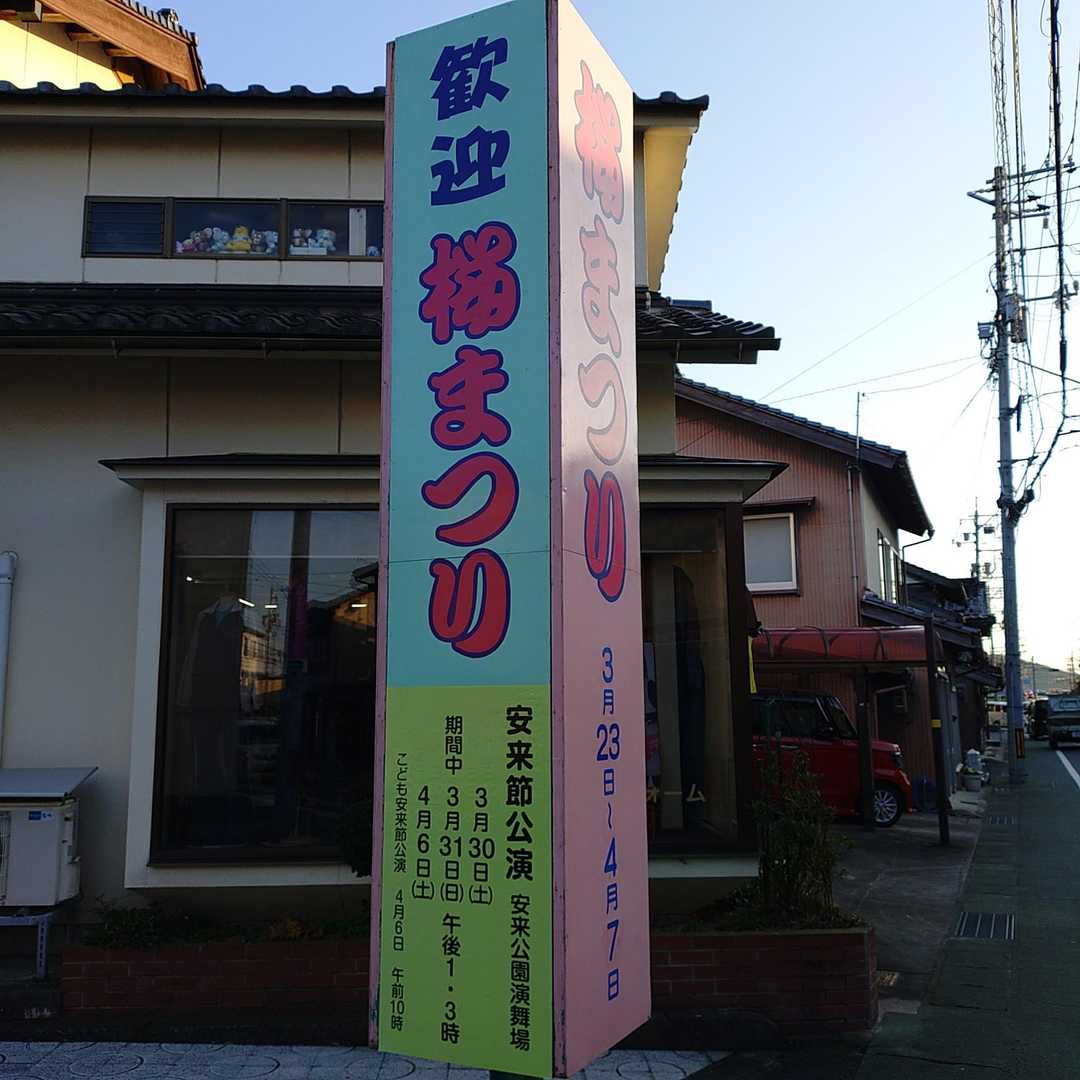 歓迎
桜まつり
安来節公演 安来公園演舞場
3月30日(土)
期間中 3月31日(日) 午後1・3時
4月6日(土)
こども安来節公演 4月6日 午前10時
桜まつり
3月23日～4月7日
ォーム